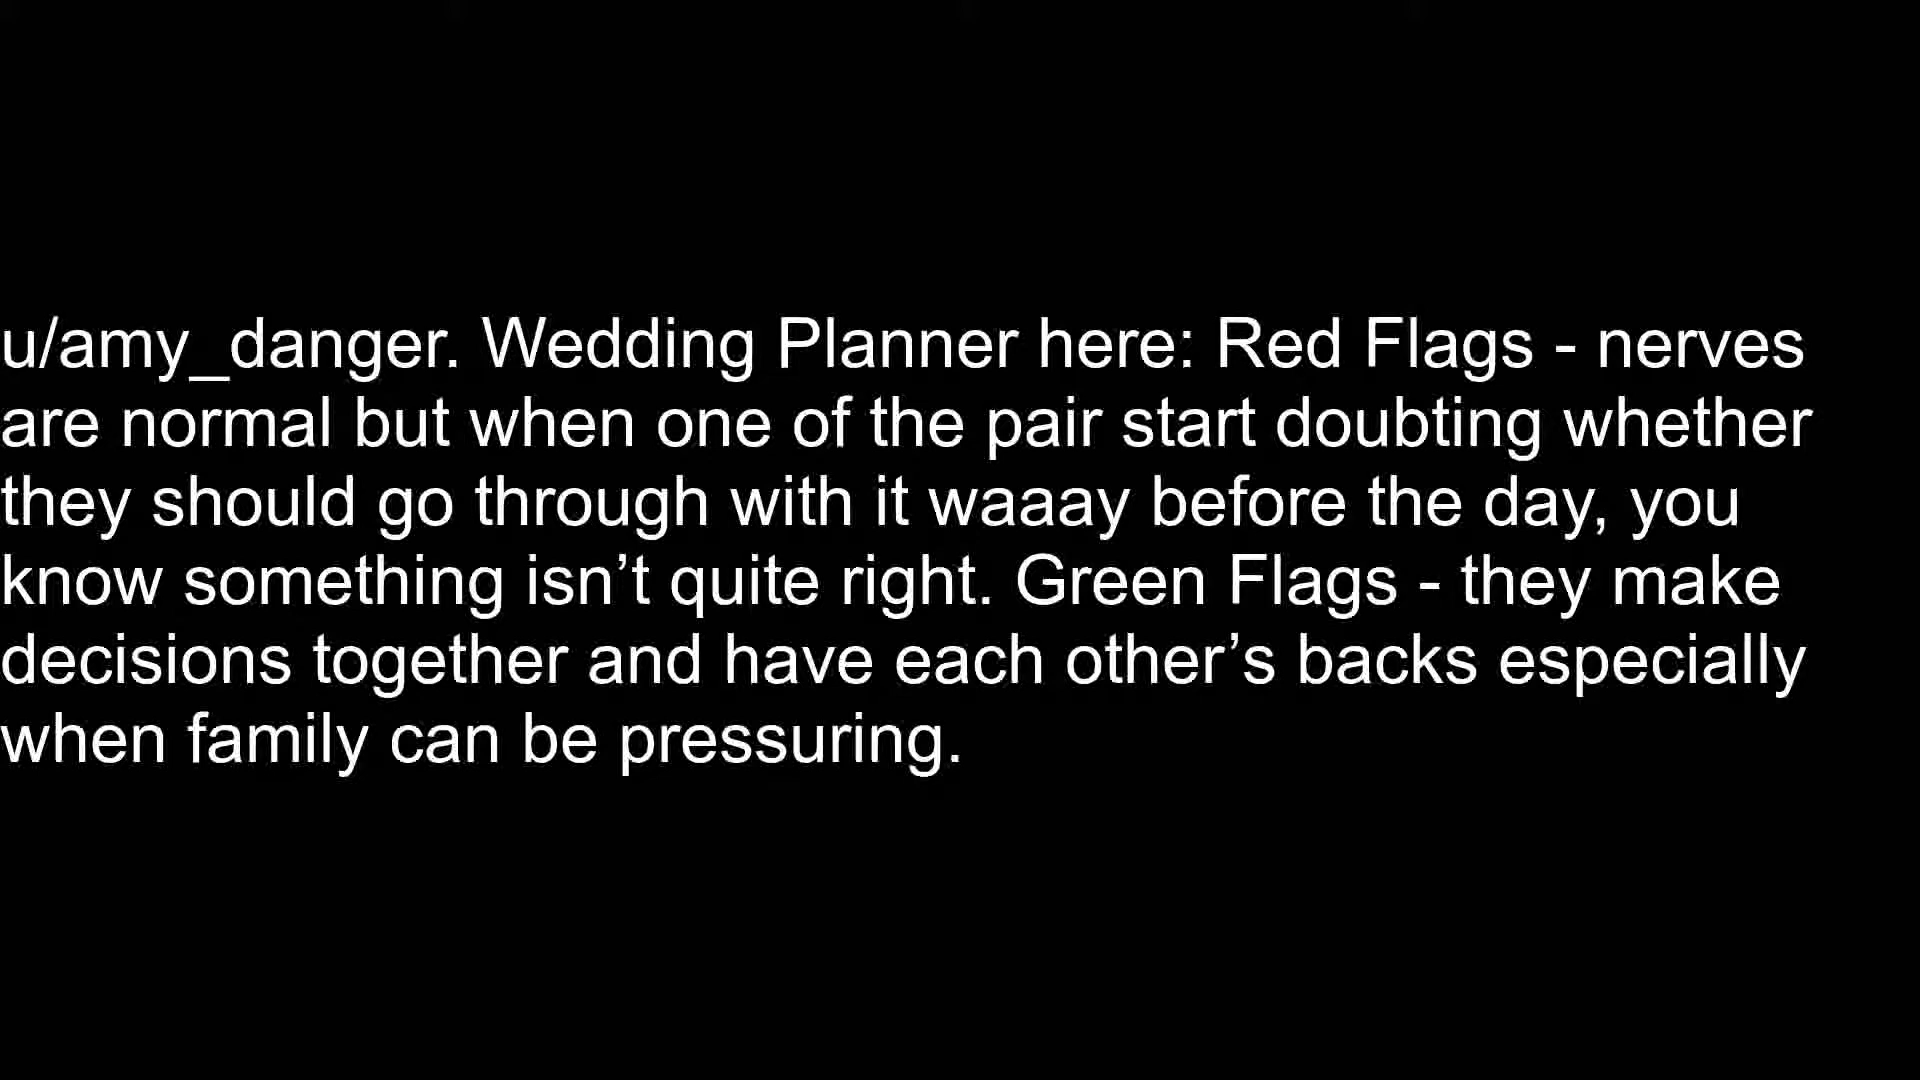 u/amy_danger. Wedding Planner here: Red Flags - nerves
are normal but when one of the pair start doubting whether
they should go through with it waaay before the day, you
know something isn’t quite right. Green Flags - they make
decisions together and have each other’s backs especially
when family can be pressuring.